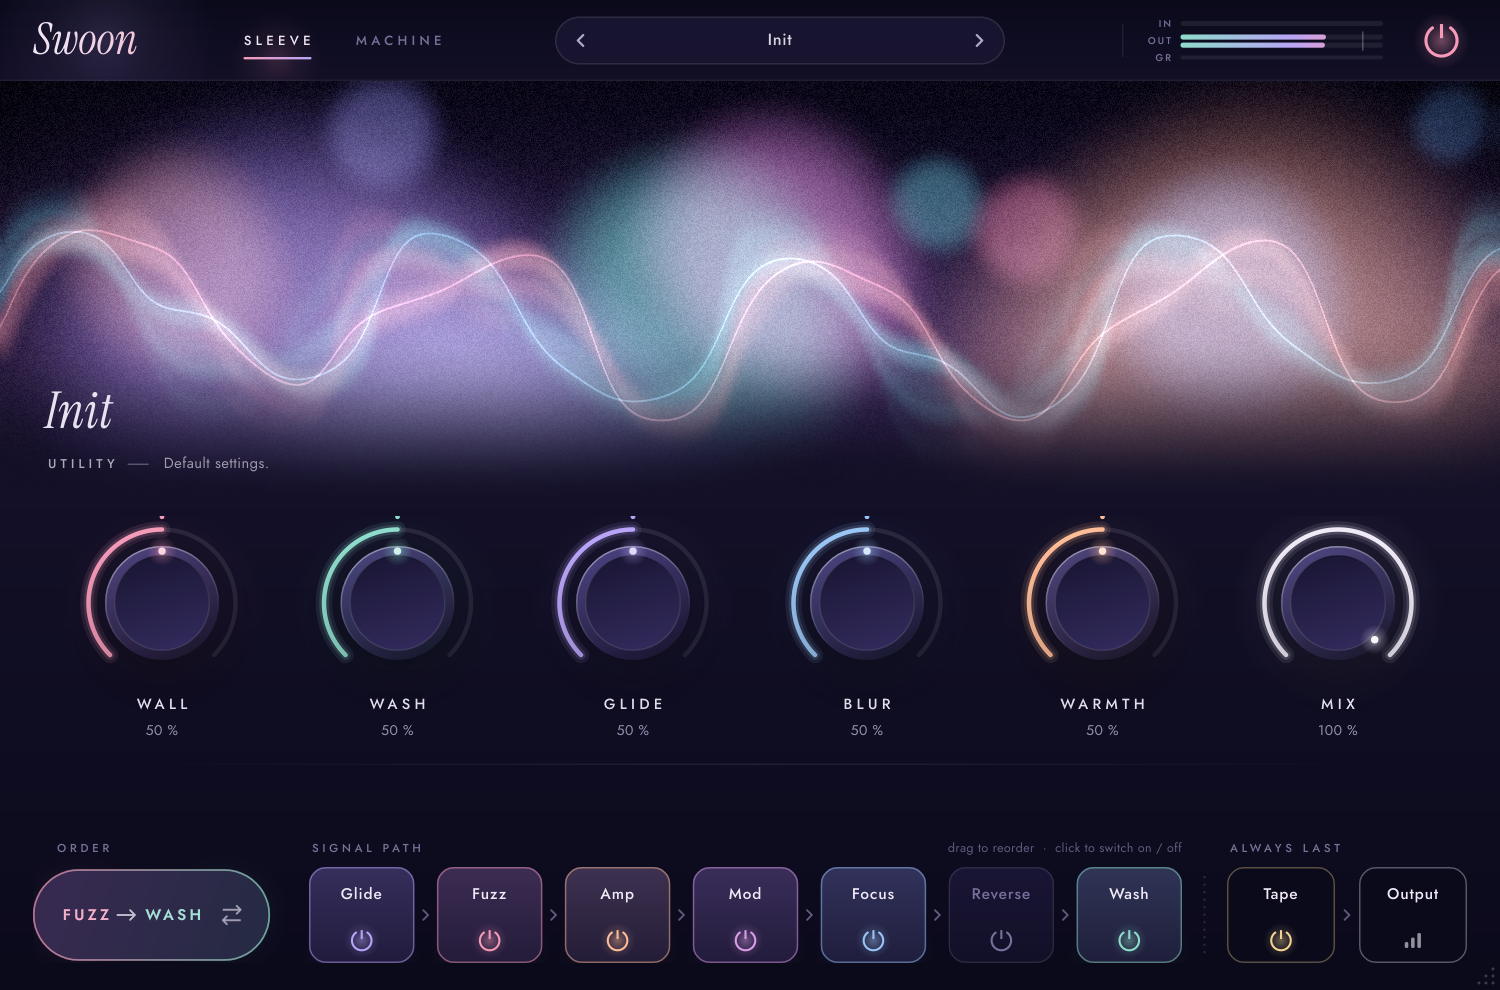 Swoon
SLEEVE
MACHINE
Init
IN
OUT
GR
Init
UTILITY — Default settings.
WALL
50 %
WASH
50 %
GLIDE
50 %
BLUR
50 %
WARMTH
50 %
MIX
100 %
ORDER
FUZZ → WASH
SIGNAL PATH
drag to reorder · click to switch on / off
Glide
Fuzz
Amp
Mod
Focus
Reverse
Wash
ALWAYS LAST
Tape
Output